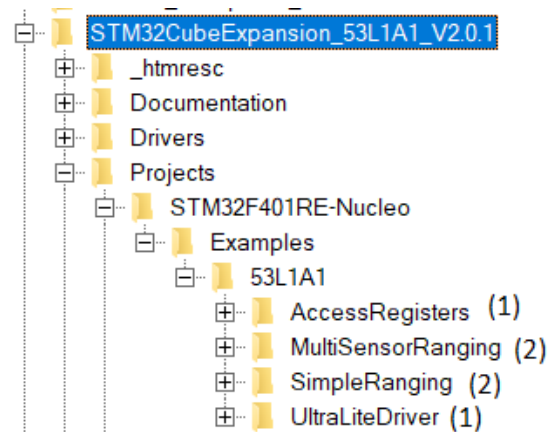 STM32CubeExpansion_53L1A1_V2.0.1
_htmresc
Documentation
Drivers
Projects
STM32F401RE-Nucleo
Examples
53L1A1
AccessRegisters (1)
MultiSensorRanging (2)
SimpleRanging (2)
UltraLiteDriver (1)